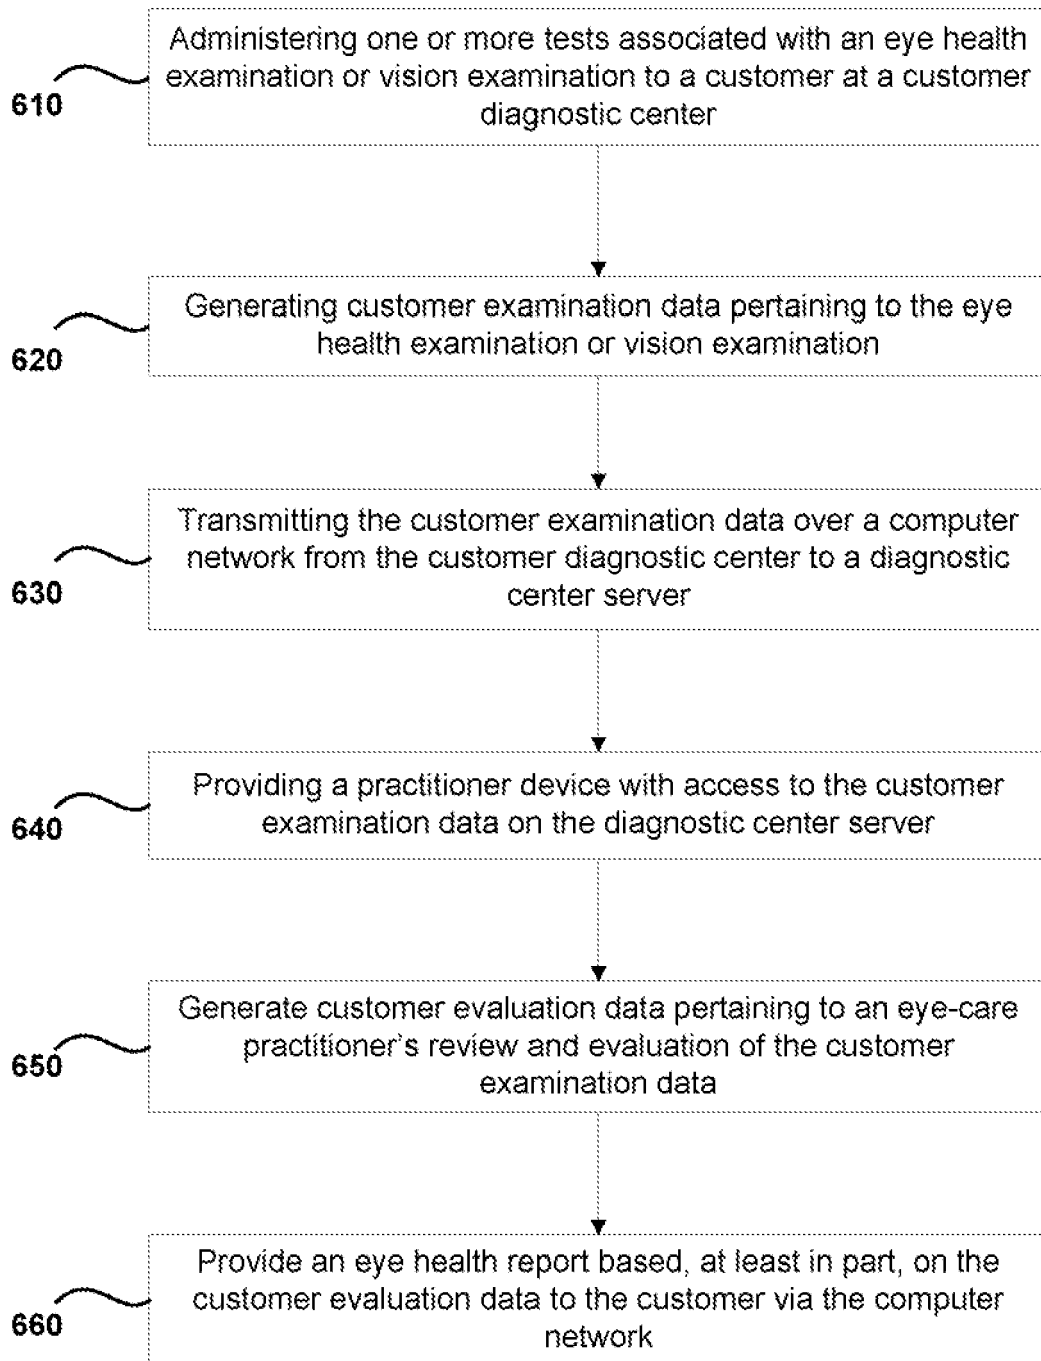 Administering one or more tests associated with an eye health
examination or vision examination to a customer at a customer
diagnostic center
610
Generating customer examination data pertaining to the eye
health examination or vision examination
620
Transmitting the customer examination data over a computer
network from the customer diagnostic center to a diagnostic
center server
630
Providing a practitioner device with access to the customer
examination data on the diagnostic center server
640
Generate customer evaluation data pertaining to an eye-care
practitioner's review and evaluation of the customer
examination data
650
Provide an eye health report based, at least in part, on the
customer evaluation data to the customer via the computer
network
660